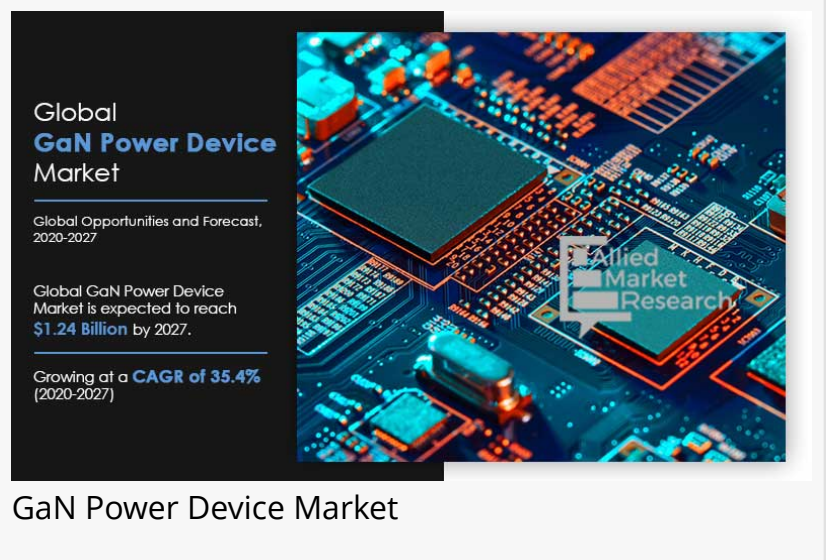 Global
GaN Power Device
Market
Global Opportunities and Forecast,
2020-2027
Global GaN Power Device
Market is expected to reach
$1.24 Billion by 2027.
Growing at a CAGR of 35.4%
(2020-2027)
Allied
Market
Research
GaN Power Device Market